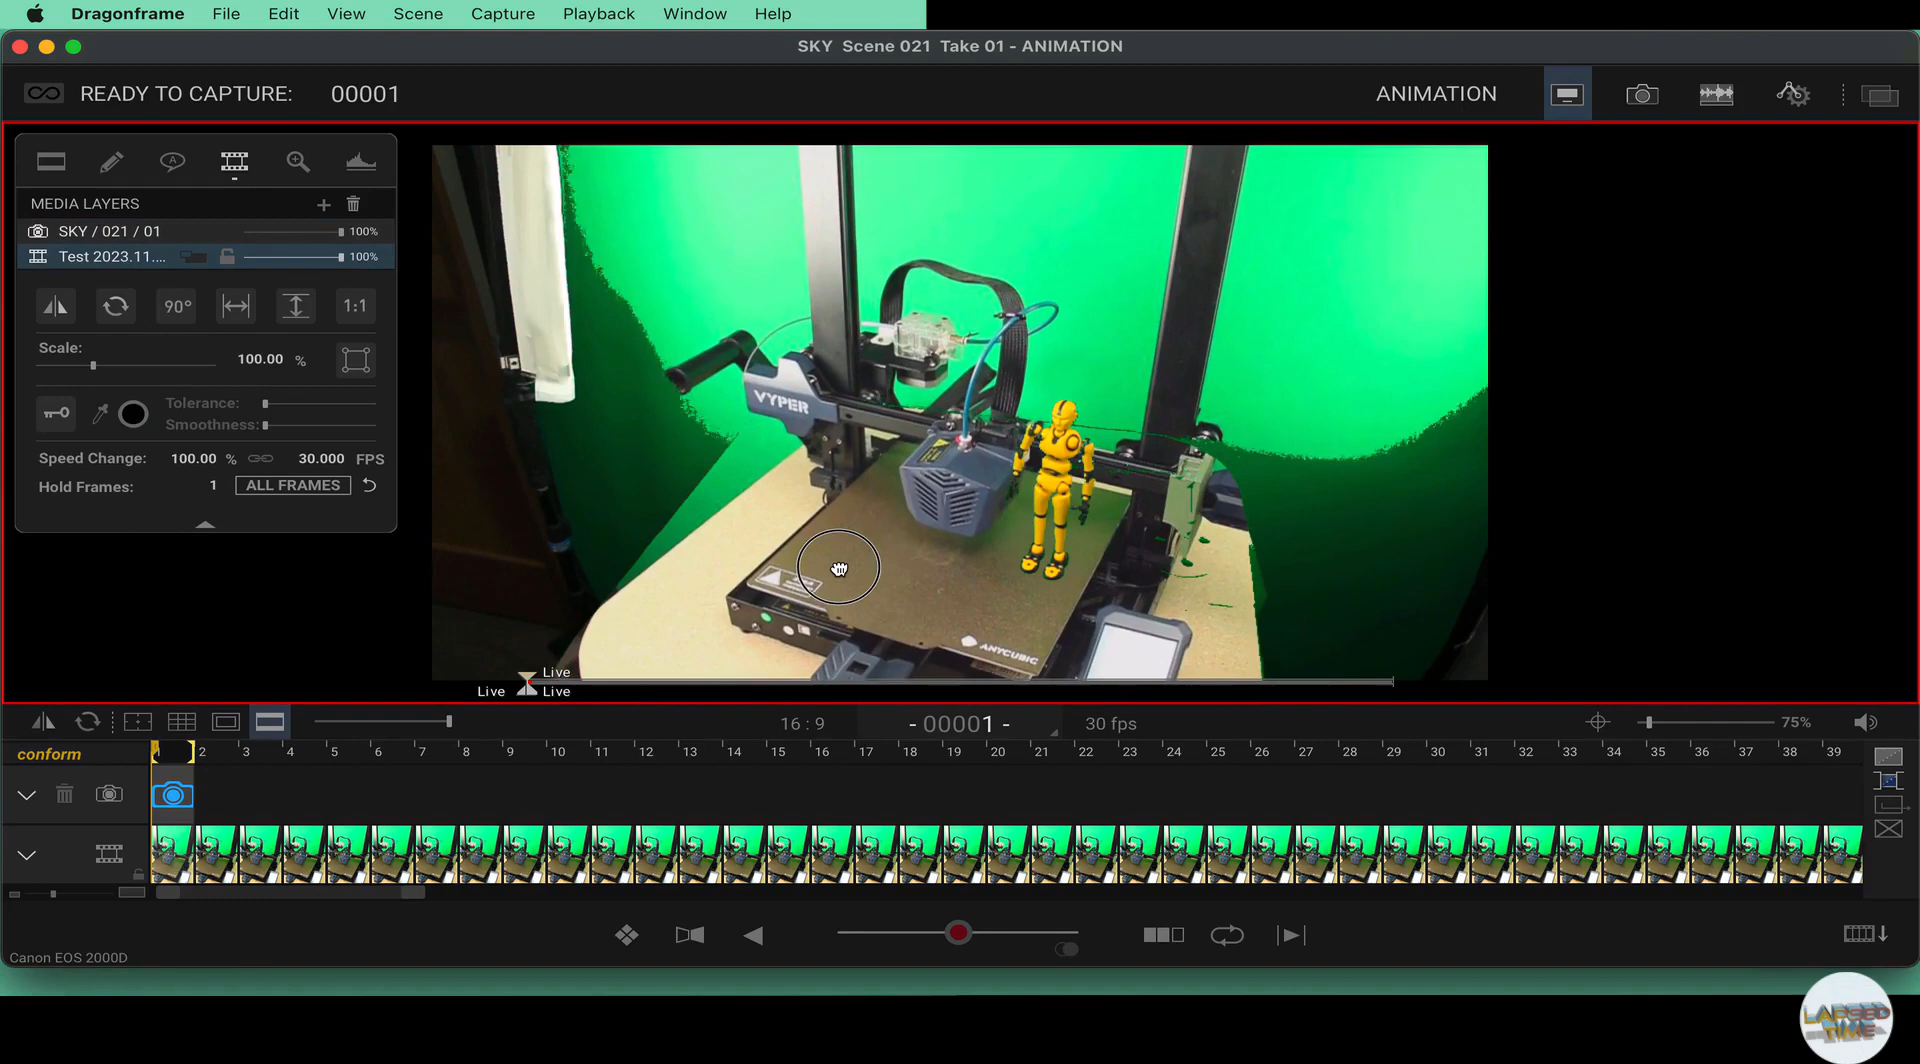 Dragonframe File Edit View Scene Capture Playback Window Help
SKY Scene 021 Take 01 - ANIMATION
READY TO CAPTURE: 00001
ANIMATION
A
MEDIA LAYERS
SKY / 021 / 01 100%
Test 2023.11.... 100%
90° 1:1
Scale: 100.00 %
Tolerance:
Smoothness:
Speed Change: 100.00 % 30.000 FPS
Hold Frames: 1 ALL FRAMES
VYPER
ANYCUBIC
Live
Live Live
16 : 9 - 00001 - 30 fps 75%
conform 1 2 3 4 5 6 7 8 9 10 11 12 13 14 15 16 17 18 19 20 21 22 23 24 25 26 27 28 29 30 31 32 33 34 35 36 37 38 39
Canon EOS 2000D
LAPSED
TIME